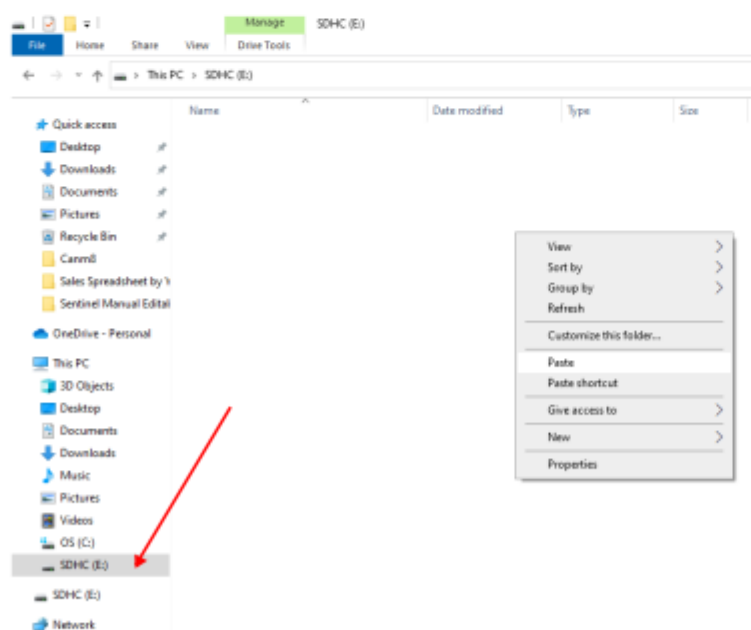 Manage SDHC (E:)
File Home Share View Drive Tools
This PC > SDHC (E:)
Name Date modified Type Size
Quick access
Desktop
Downloads
Documents
Pictures
Recycle Bin
Canm8
Sales Spreadsheet by
Sentinel Manual Edital
OneDrive - Personal
This PC
3D Objects
Desktop
Documents
Downloads
Music
Pictures
Videos
OS (C:)
SDHC (E:)
SDHC (E:)
Network
View
Sort by
Group by
Refresh
Customize this folder...
Paste
Paste shortcut
Give access to
New
Properties